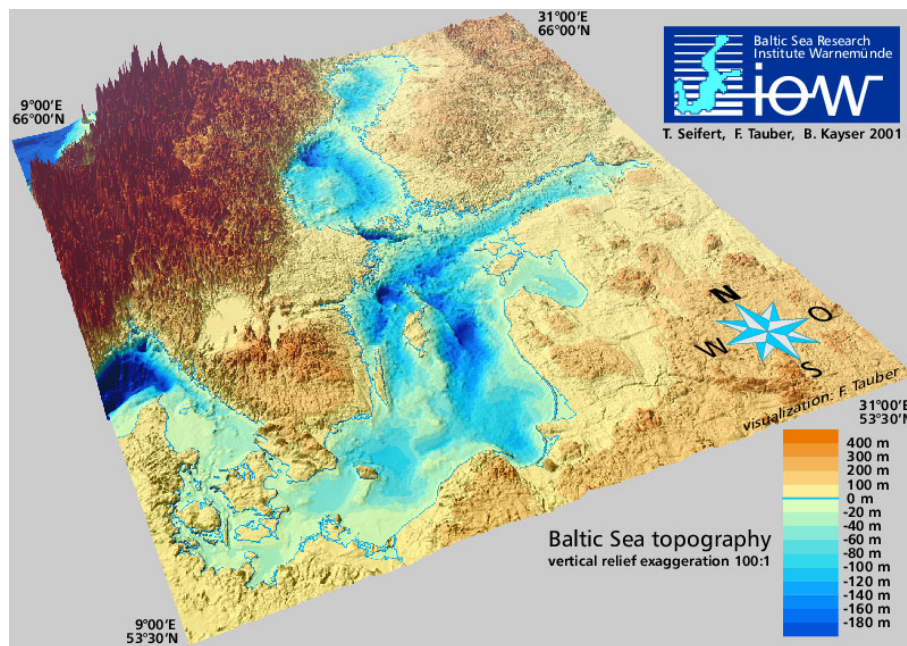 31°00'E
66°00'N
Baltic Sea Research
Institute Warnemünde
iow
T. Seifert, F. Tauber, B. Kayser 2001
9°00'E
66°00'N
N
O
W
S
visualization: F. Tauber
31°00'E
53°30'N
400 m
300 m
200 m
100 m
0 m
-20 m
-40 m
-60 m
-80 m
-100 m
-120 m
-140 m
-160 m
-180 m
Baltic Sea topography
vertical relief exaggeration 100:1
9°00'E
53°30'N